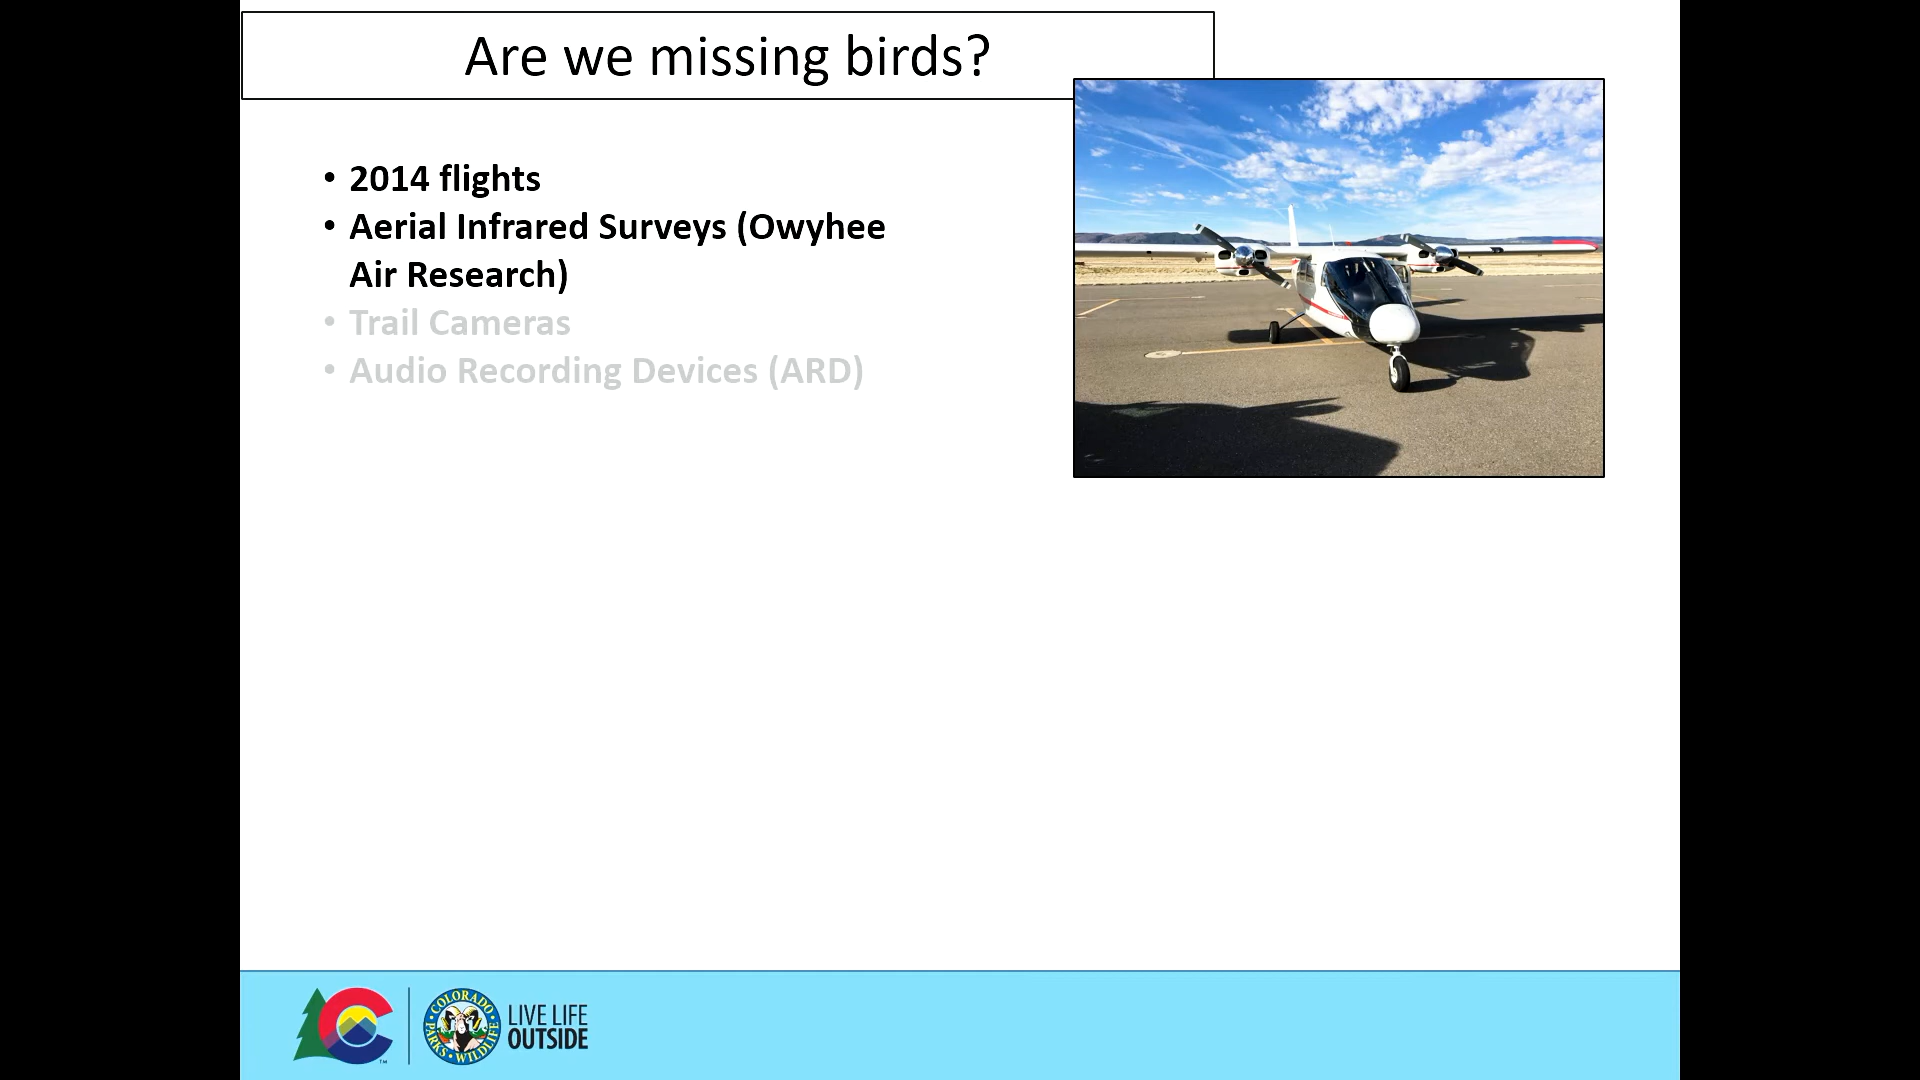 Are we missing birds?
• 2014 flights
• Aerial Infrared Surveys (Owyhee
Air Research)
• Trail Cameras
• Audio Recording Devices (ARD)
COLORADO
PARKS • WILDLIFE
LIVE LIFE
OUTSIDE
TM